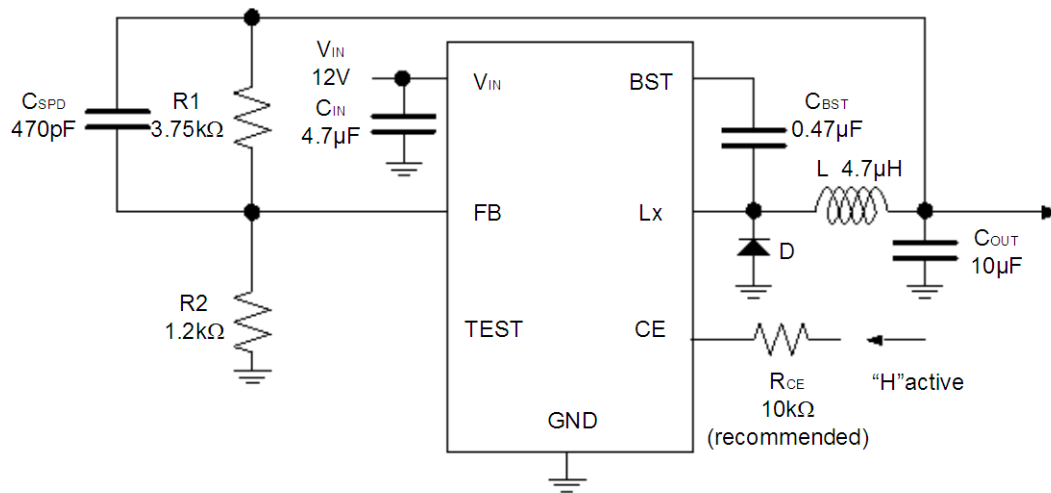 CSPD
470pF
R1
3.75kΩ
R2
1.2kΩ
VIN
12V
CIN
4.7µF
VIN
FB
TEST
GND
BST
Lx
CE
CBST
0.47µF
L 4.7µH
D
COUT
10µF
RCE
10kΩ
(recommended)
“H”active